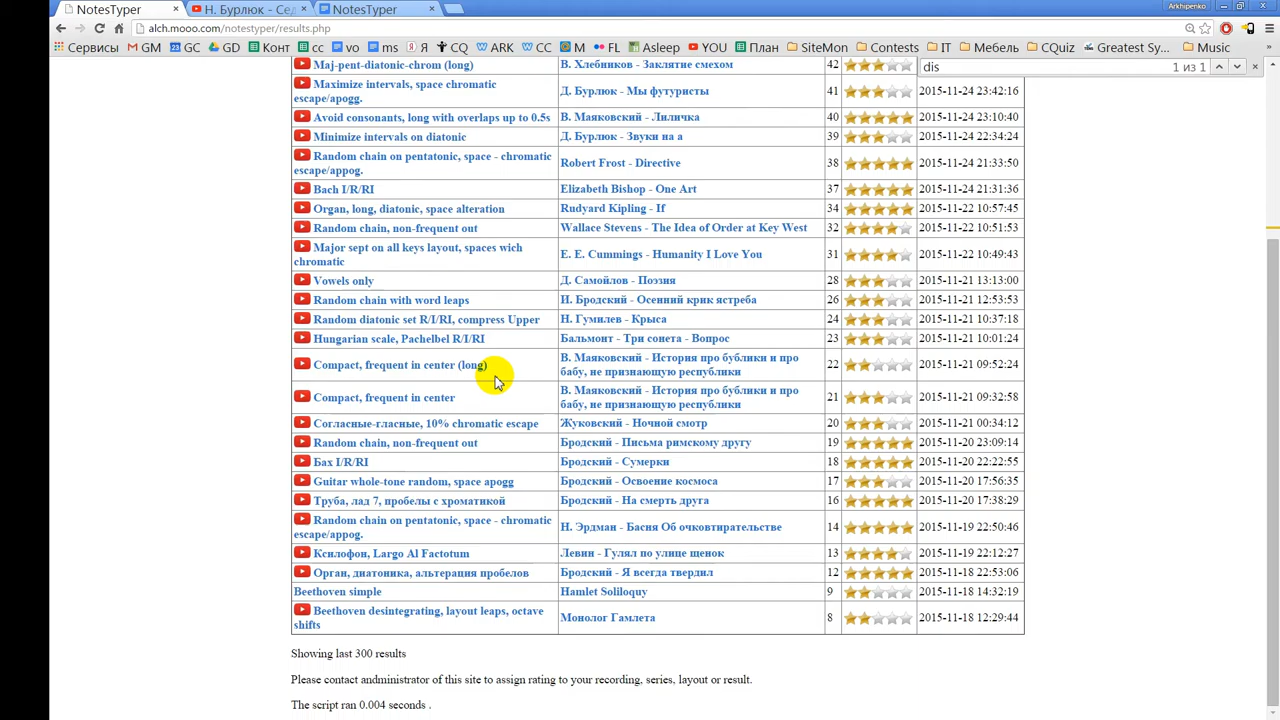 Arkhipenko
NotesTyper
Н. Бурлюк - Сед
NotesTyper
alch.mooo.com/notestyper/results.php
Сервисы GM GC GD Конт cc vo ms Я CQ ARK CC M FL Asleep YOU План SiteMon Contests IT Мебель CQuiz Greatest Sy... Music
dis 1 из 1
Maj-pent-diatonic-chrom (long) В. Хлебников - Заклятие смехом 42
Maximize intervals, space chromatic
escape/apogg. Д. Бурлюк - Мы футуристы 41 2015-11-24 23:42:16
Avoid consonants, long with overlaps up to 0.5s В. Маяковский - Лиличка 40 2015-11-24 23:10:40
Minimize intervals on diatonic Д. Бурлюк - Звуки на а 39 2015-11-24 22:34:24
Random chain on pentatonic, space - chromatic
escape/appog. Robert Frost - Directive 38 2015-11-24 21:33:50
Bach I/R/RI Elizabeth Bishop - One Art 37 2015-11-24 21:31:36
Organ, long, diatonic, space alteration Rudyard Kipling - If 34 2015-11-22 10:57:45
Random chain, non-frequent out Wallace Stevens - The Idea of Order at Key West 32 2015-11-22 10:51:53
Major sept on all keys layout, spaces wich
chromatic E. E. Cummings - Humanity I Love You 31 2015-11-22 10:49:43
Vowels only Д. Самойлов - Поэзия 28 2015-11-21 13:13:00
Random chain with word leaps И. Бродский - Осенний крик ястреба 26 2015-11-21 12:53:53
Random diatonic set R/I/RI, compress Upper Н. Гумилев - Крыса 24 2015-11-21 10:37:18
Hungarian scale, Pachelbel R/I/RI Бальмонт - Три сонета - Вопрос 23 2015-11-21 10:01:24
Compact, frequent in center (long) В. Маяковский - История про бублики и про
бабу, не признающую республики 22 2015-11-21 09:52:24
Compact, frequent in center В. Маяковский - История про бублики и про
бабу, не признающую республики 21 2015-11-21 09:32:58
Согласные-гласные, 10% chromatic escape Жуковский - Ночной смотр 20 2015-11-21 00:34:12
Random chain, non-frequent out Бродский - Письма римскому другу 19 2015-11-20 23:09:14
Бах I/R/RI Бродский - Сумерки 18 2015-11-20 22:22:55
Guitar whole-tone random, space apogg Бродский - Освоение космоса 17 2015-11-20 17:56:35
Труба, лад 7, пробелы с хроматикой Бродский - На смерть друга 16 2015-11-20 17:38:29
Random chain on pentatonic, space - chromatic
escape/appog. Н. Эрдман - Басня Об очковтирательстве 14 2015-11-19 22:50:46
Ксилофон, Largo Al Factotum Левин - Гулял по улице щенок 13 2015-11-19 22:12:27
Орган, диатоника, альтерация пробелов Бродский - Я всегда твердил 12 2015-11-18 22:53:06
Beethoven simple Hamlet Soliloquy 9 2015-11-18 14:32:19
Beethoven desintegrating, layout leaps, octave
shifts Монолог Гамлета 8 2015-11-18 12:29:44
Showing last 300 results
Please contact andministrator of this site to assign rating to your recording, series, layout or result.
The script ran 0.004 seconds .